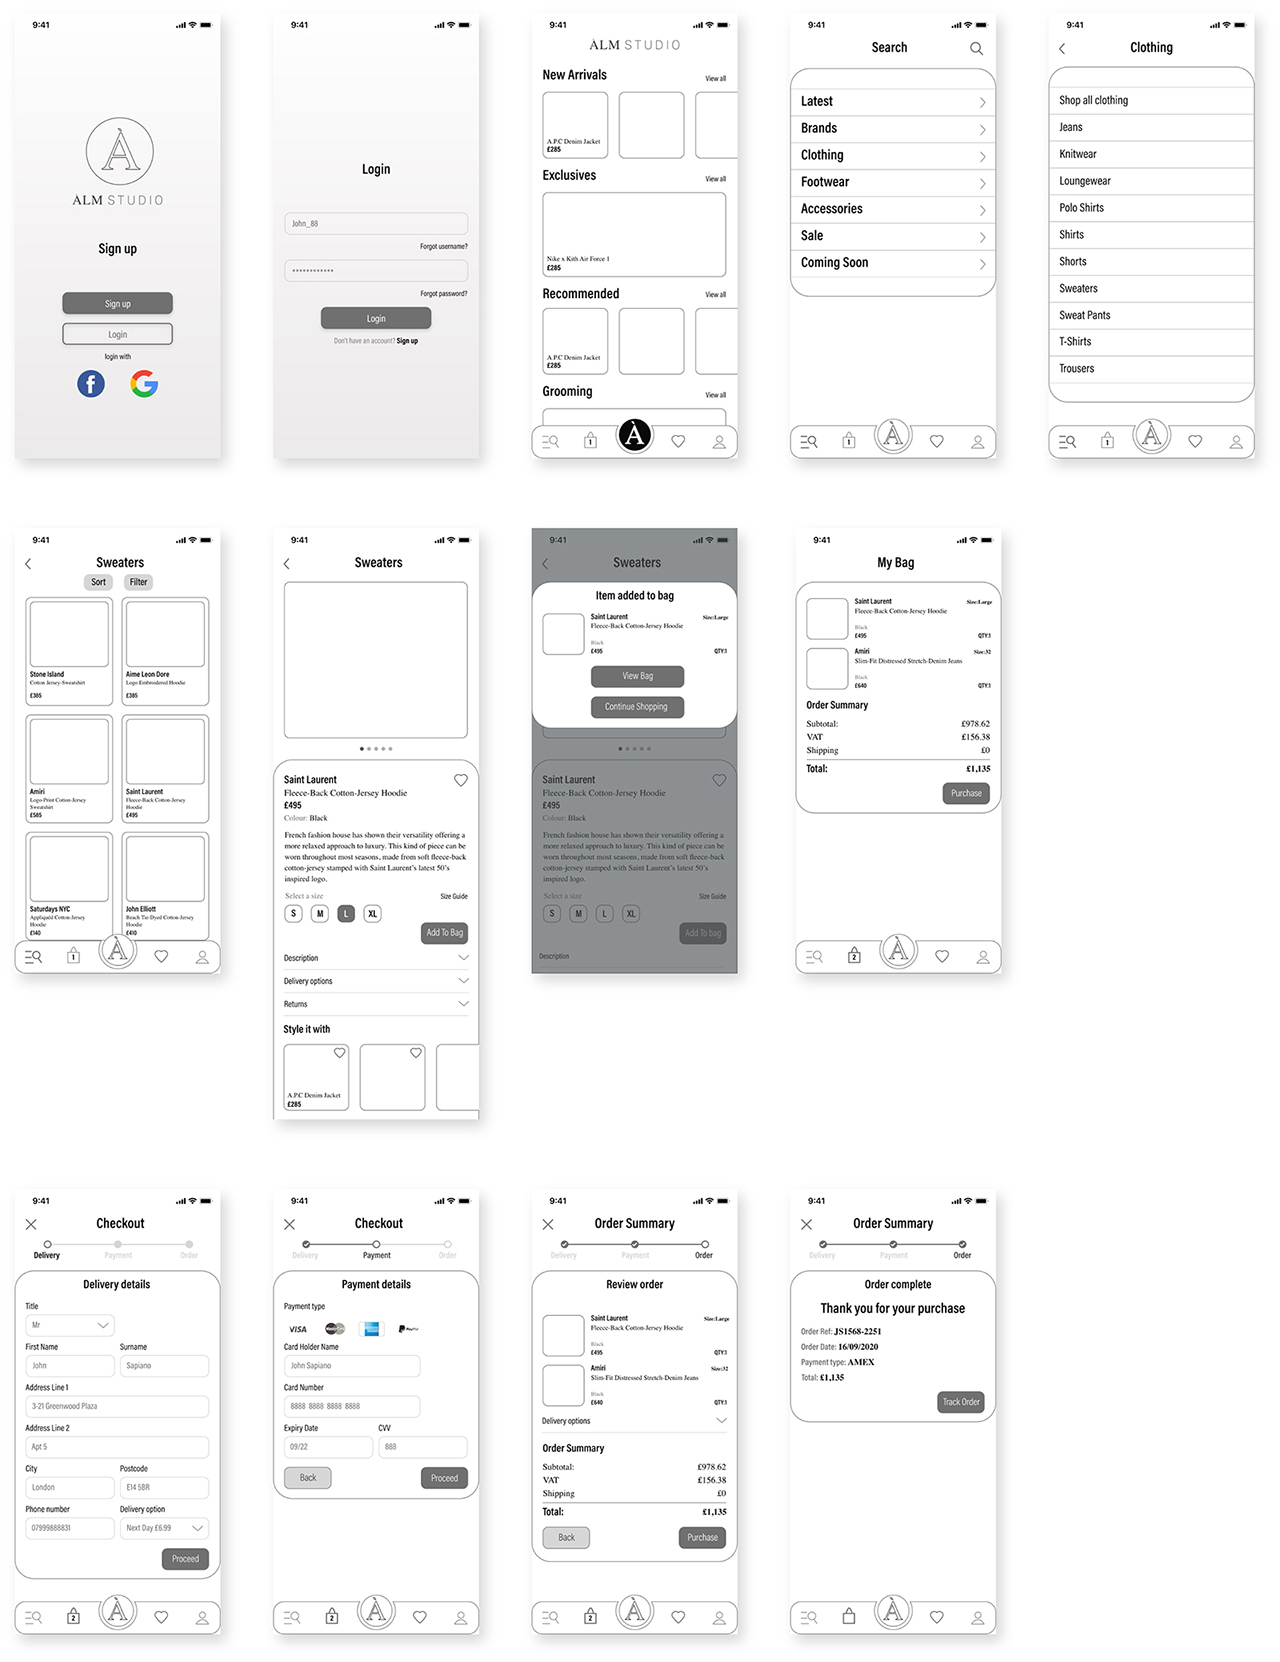 9:41
À
ÀLM STUDIO
Sign up
Sign up
Login
login with
f
G
9:41
Login
John_88
Forgot username?
************
Forgot password?
Login
Don't have an account? Sign up
9:41
ÀLM STUDIO
New Arrivals View all
A.P.C Denim Jacket
£285
Exclusives View all
Nike x Kith Air Force 1
£285
Recommended View all
A.P.C Denim Jacket
£285
Grooming View all
1
À
9:41
Search
Latest
Brands
Clothing
Footwear
Accessories
Sale
Coming Soon
1
À
9:41
Clothing
Shop all clothing
Jeans
Knitwear
Loungewear
Polo Shirts
Shirts
Shorts
Sweaters
Sweat Pants
T-Shirts
Trousers
1
À
9:41
Sweaters
Sort Filter
Stone Island
Cotton Jersey-Sweatshirt
£385
Aime Leon Dore
Logo Embroidered Hoodie
£385
Amiri
Logo-Print Cotton-Jersey
Sweatshirt
£585
Saint Laurent
Fleece-Back Cotton-Jersey
Hoodie
£495
Saturdays NYC
Appliquéd Cotton-Jersey
Hoodie
£140
John Elliott
Beach Tie-Dyed Cotton-Jersey
Hoodie
£410
1
À
9:41
Sweaters
Saint Laurent
Fleece-Back Cotton-Jersey Hoodie
£495
Colour: Black
French fashion house has shown their versatility offering a
more relaxed approach to luxury. This kind of piece can be
worn throughout most seasons, made from soft fleece-back
cotton-jersey stamped with Saint Laurent's latest 50's
inspired logo.
Select a size Size Guide
S M L XL
Add To Bag
Description
Delivery options
Returns
Style it with
A.P.C Denim Jacket
£285
9:41
Sweaters
Item added to bag
Saint Laurent Size:Large
Fleece-Back Cotton-Jersey Hoodie
Black
£495 QTY:1
View Bag
Continue Shopping
Saint Laurent
Fleece-Back Cotton-Jersey Hoodie
£495
Colour: Black
French fashion house has shown their versatility offering a
more relaxed approach to luxury. This kind of piece can be
worn throughout most seasons, made from soft fleece-back
cotton-jersey stamped with Saint Laurent's latest 50's
inspired logo.
Select a size Size Guide
S M L XL
Add To bag
Description
9:41
My Bag
Saint Laurent Size:Large
Fleece-Back Cotton-Jersey Hoodie
Black
£495 QTY:1
Amiri Size:32
Slim-Fit Distressed Stretch-Denim Jeans
Black
£640 QTY:1
Order Summary
Subtotal: £978.62
VAT £156.38
Shipping £0
Total: £1,135
Purchase
2
À
9:41
Checkout
Delivery Payment Order
Delivery details
Title
Mr
First Name Surname
John Sapiano
Address Line 1
3-21 Greenwood Plaza
Address Line 2
Apt 5
City Postcode
London E14 5BR
Phone number Delivery option
07999888831 Next Day £6.99
Proceed
2
À
9:41
Checkout
Delivery Payment Order
Payment details
Payment type
VISA MasterCard PayPal
Card Holder Name
John Sapiano
Card Number
8888 8888 8888 8888
Expiry Date CVV
09/22 888
Back Proceed
2
À
9:41
Order Summary
Delivery Payment Order
Review order
Saint Laurent Size:Large
Fleece-Back Cotton-Jersey Hoodie
Black
£495 QTY:1
Amiri Size:32
Slim-Fit Distressed Stretch-Denim Jeans
Black
£640 QTY:1
Delivery options
Order Summary
Subtotal: £978.62
VAT £156.38
Shipping £0
Total: £1,135
Back Purchase
2
À
9:41
Order Summary
Delivery Payment Order
Order complete
Thank you for your purchase
Order Ref: JS1568-2251
Order Date: 16/09/2020
Payment type: AMEX
Total: £1,135
Track Order
À